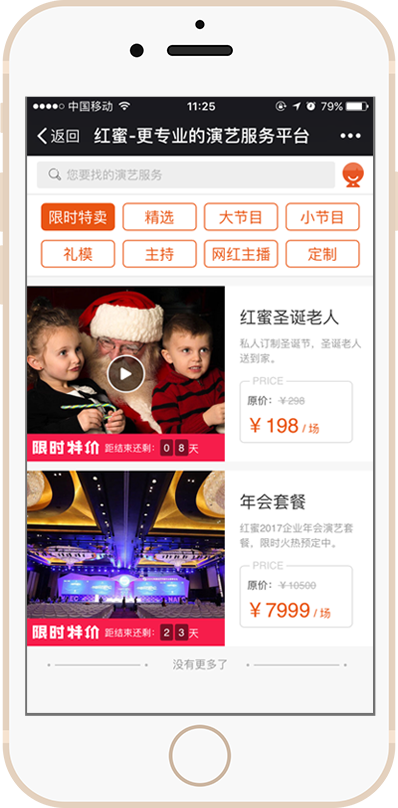 中国移动 11:25 79%
返回 红蜜-更专业的演艺服务平台
您要找的演艺服务
限时特卖 精选 大节目 小节目
礼模 主持 网红主播 定制
红蜜圣诞老人
私人订制圣诞节，圣诞老人
送到家。
PRICE
原价： ￥298
￥198 / 场
限时特价 距结束还剩： 0 8 天
年会套餐
红蜜2017企业年会演艺套
餐，限时火热预定中。
PRICE
原价： ￥10500
￥7999 / 场
限时特价 距结束还剩： 2 3 天
没有更多了